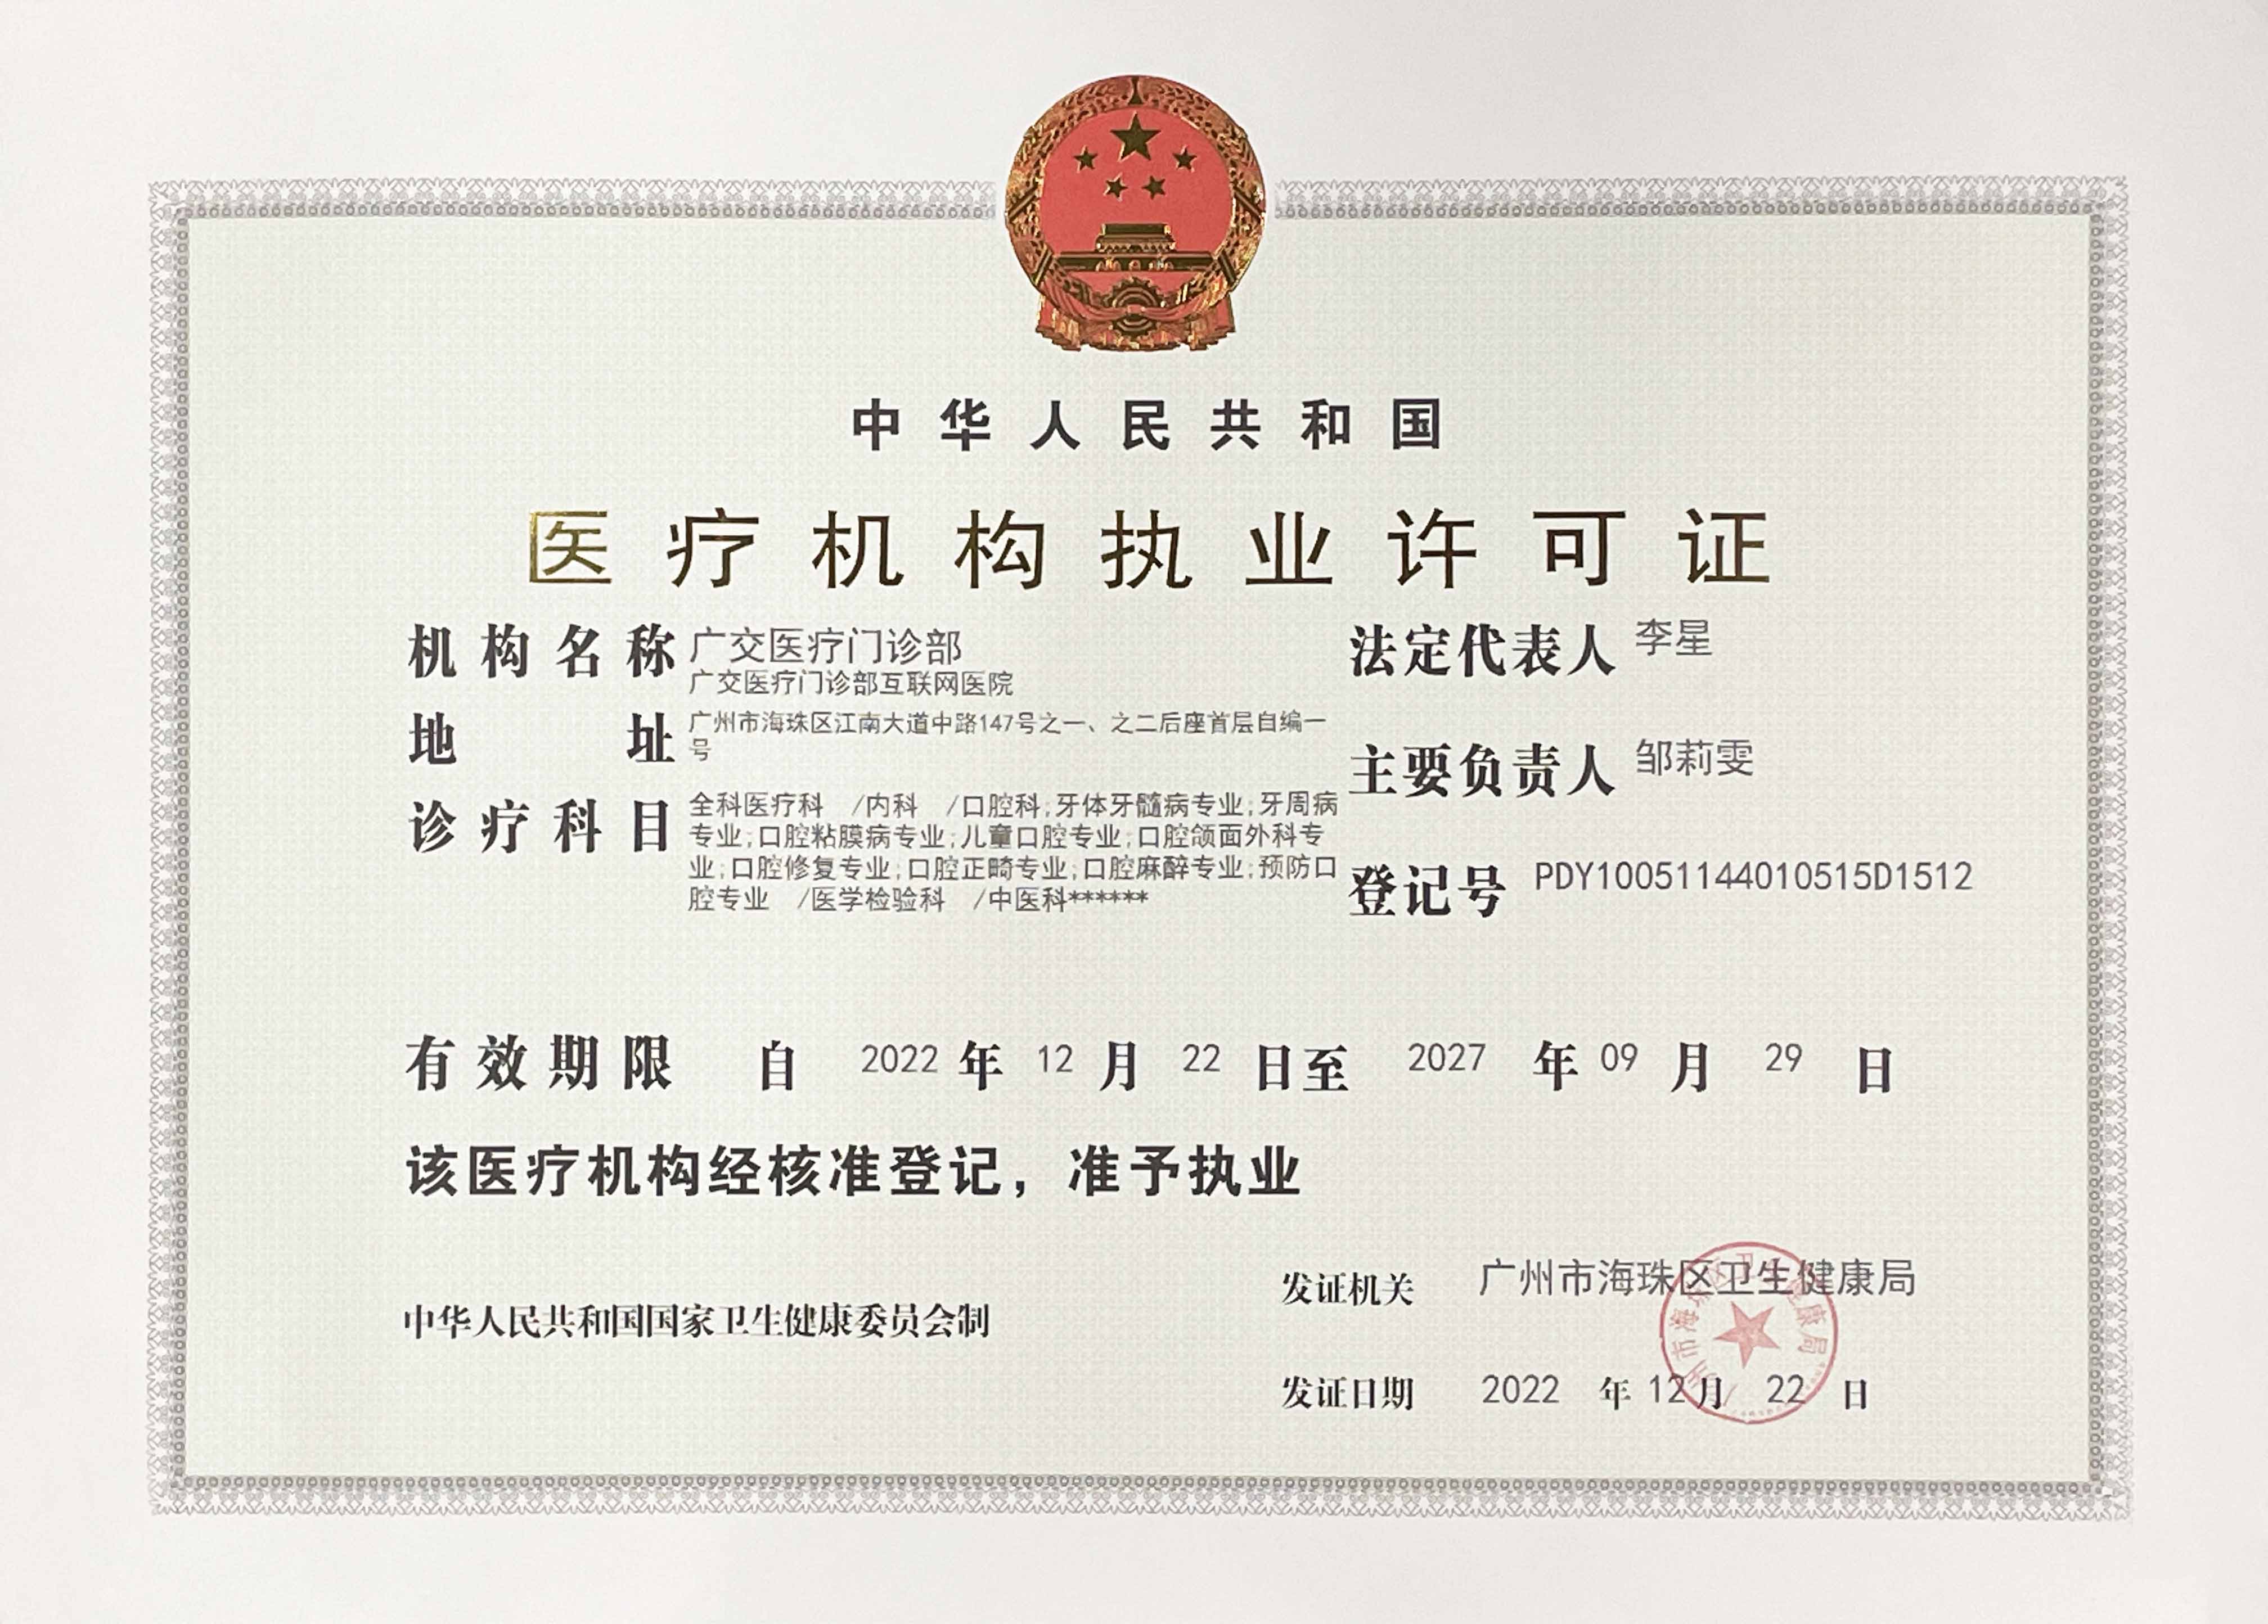 中华人民共和国
医疗机构执业许可证
机构名称 广交医疗门诊部
广交医疗门诊部互联网医院
地址 广州市海珠区江南大道中路147号之一、之二后座首层自编一
号
诊疗科目 全科医疗科 /内科 /口腔科;牙体牙髓病专业;牙周病
专业;口腔粘膜病专业;儿童口腔专业;口腔颌面外科专
业;口腔修复专业;口腔正畸专业;口腔麻醉专业;预防口
腔专业 /医学检验科 /中医科******
法定代表人 李星
主要负责人 邹莉雯
登记号 PDY10051144010515D1512
有效期限 自 2022 年 12 月 22 日至 2027 年 09 月 29 日
该医疗机构经核准登记，准予执业
中华人民共和国国家卫生健康委员会制
发证机关 广州市海珠区卫生健康局
发证日期 2022 年 12 月 22 日
广州市海珠区卫生健康局